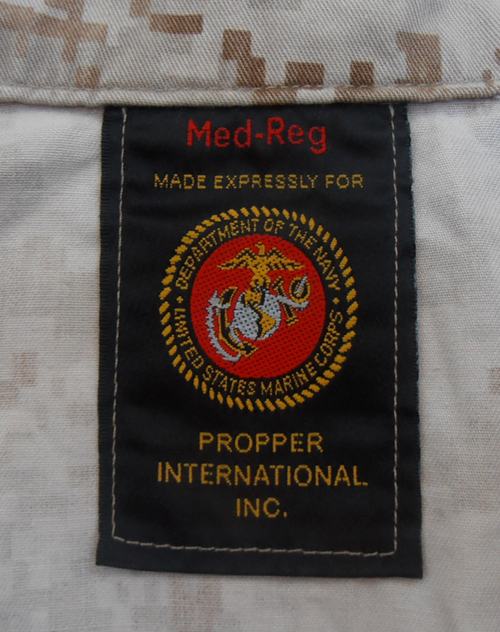 Med-Reg
MADE EXPRESSLY FOR
DEPARTMENT OF THE NAVY
UNITED STATES MARINE CORPS
PROPPER
INTERNATIONAL
INC.